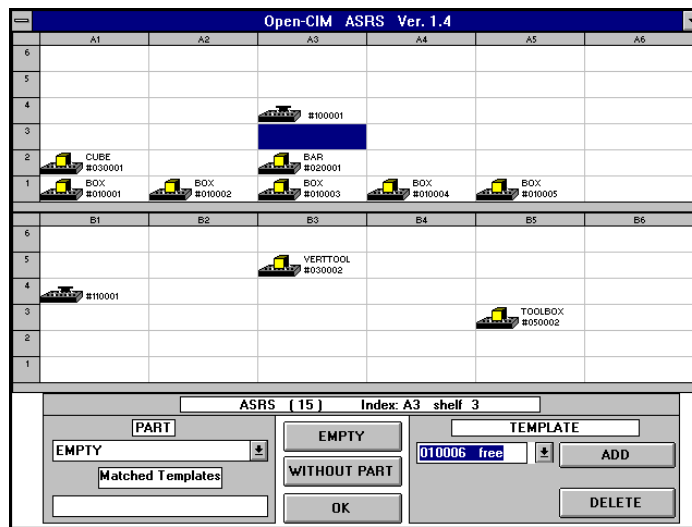 Open-CIM ASRS Ver. 1.4
A1 A2 A3 A4 A5 A6
6
5
4 #100001
3
2 CUBE #030001 BAR #020001
1 BOX #010001 BOX #010002 BOX #010003 BOX #010004 BOX #010005
B1 B2 B3 B4 B5 B6
6
5 VERTTOOL #030002
4 #110001
3 TOOLBOX #050002
2
1
ASRS (15) Index: A3 shelf 3
PART
EMPTY
Matched Templates
EMPTY
WITHOUT PART
OK
TEMPLATE
010006 free
ADD
DELETE